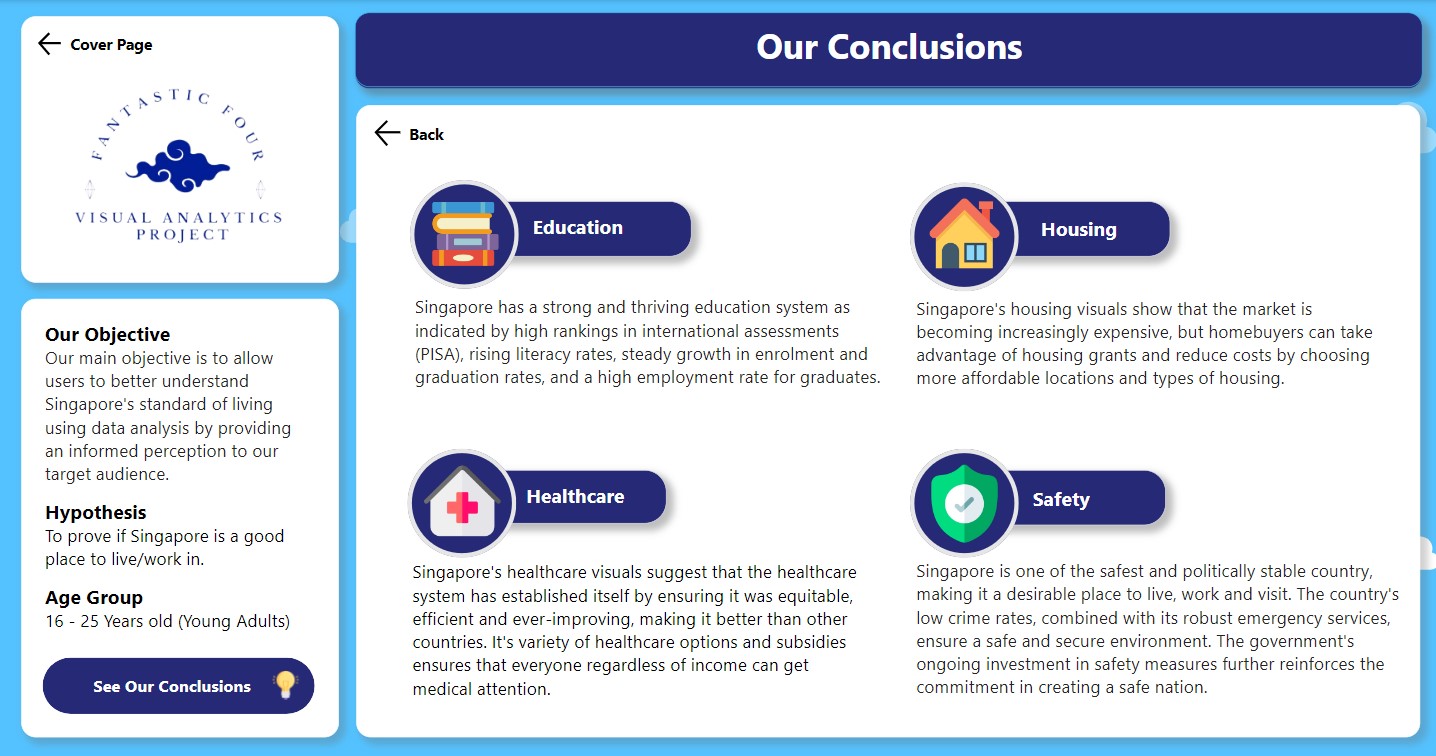 Cover Page
FANTASTIC FOUR
VISUAL ANALYTICS
PROJECT
Our Objective
Our main objective is to allow
users to better understand
Singapore's standard of living
using data analysis by providing
an informed perception to our
target audience.
Hypothesis
To prove if Singapore is a good
place to live/work in.
Age Group
16 - 25 Years old (Young Adults)
See Our Conclusions
Our Conclusions
Back
Education
Singapore has a strong and thriving education system as
indicated by high rankings in international assessments
(PISA), rising literacy rates, steady growth in enrolment and
graduation rates, and a high employment rate for graduates.
Housing
Singapore's housing visuals show that the market is
becoming increasingly expensive, but homebuyers can take
advantage of housing grants and reduce costs by choosing
more affordable locations and types of housing.
Healthcare
Singapore's healthcare visuals suggest that the healthcare
system has established itself by ensuring it was equitable,
efficient and ever-improving, making it better than other
countries. It's variety of healthcare options and subsidies
ensures that everyone regardless of income can get
medical attention.
Safety
Singapore is one of the safest and politically stable country,
making it a desirable place to live, work and visit. The country's
low crime rates, combined with its robust emergency services,
ensure a safe and secure environment. The government's
ongoing investment in safety measures further reinforces the
commitment in creating a safe nation.